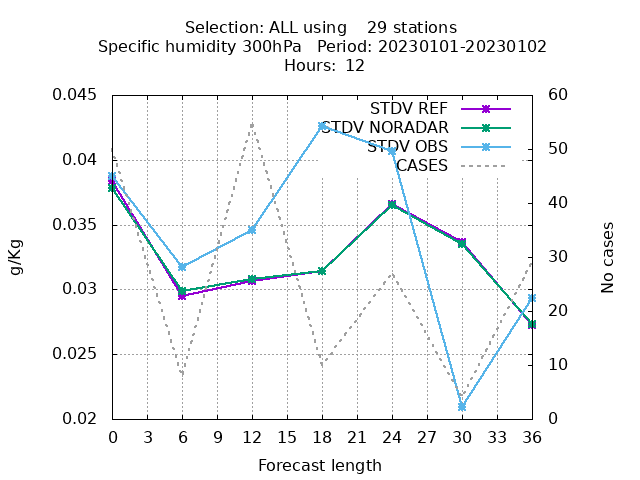 Selection: ALL using    29 stations
Specific humidity 300hPa   Period: 20230101-20230102
Hours: 12
STDV REF
STDV NORADAR
STDV OBS
CASES
0.045
0.04
0.035
0.03
0.025
0.02
g/Kg
60
50
40
30
20
10
0
No cases
0 3 6 9 12 15 18 21 24 27 30 33 36
Forecast length